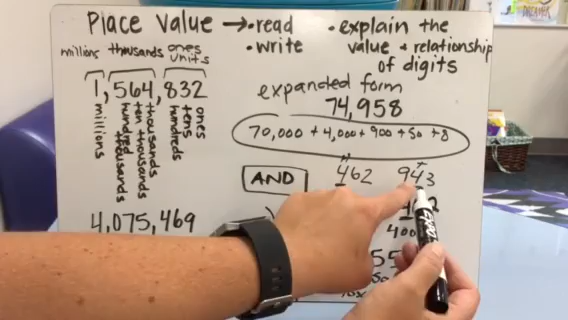 Place Value → • read
• write
• explain the
value + relationship
of digits
millions thousands ones
units
1,564,832
millions
hundred thousands
ten thousands
thousands
hundreds
tens
ones
expanded form
74,958
70,000 + 4,000 + 900 + 50 + 8
AND
462 943
4,075,469
400
EXPO